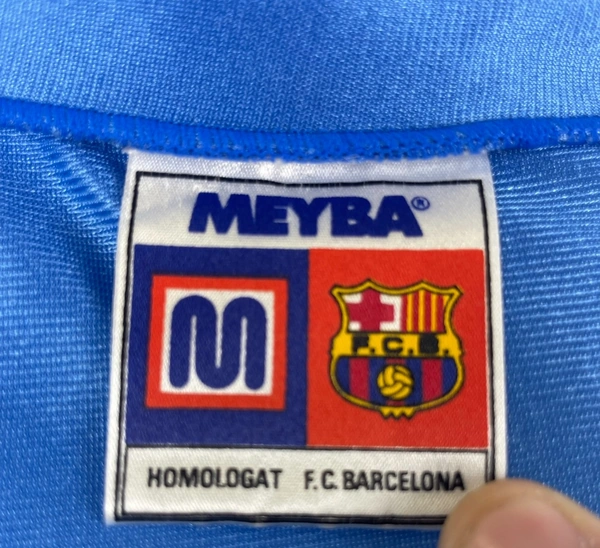 MEYBA®
M
F.C.B.
HOMOLOGAT F.C. BARCELONA